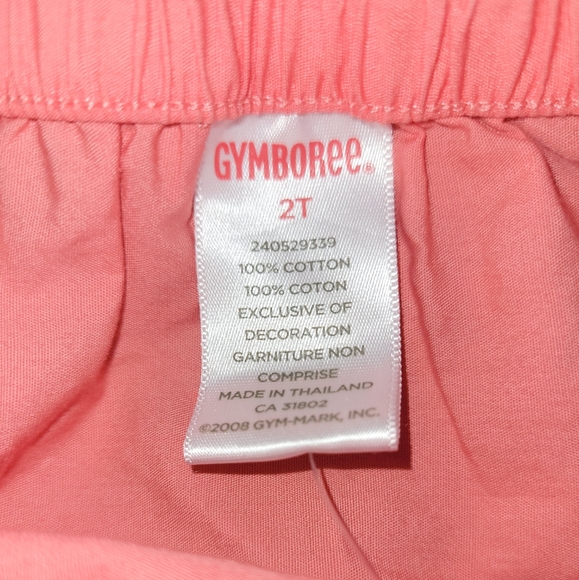 GYMBOREE®
2T
240529339
100% COTTON
100% COTON
EXCLUSIVE OF
DECORATION
GARNITURE NON
COMPRISE
MADE IN THAILAND
CA 31802
©2008 GYM-MARK, INC.